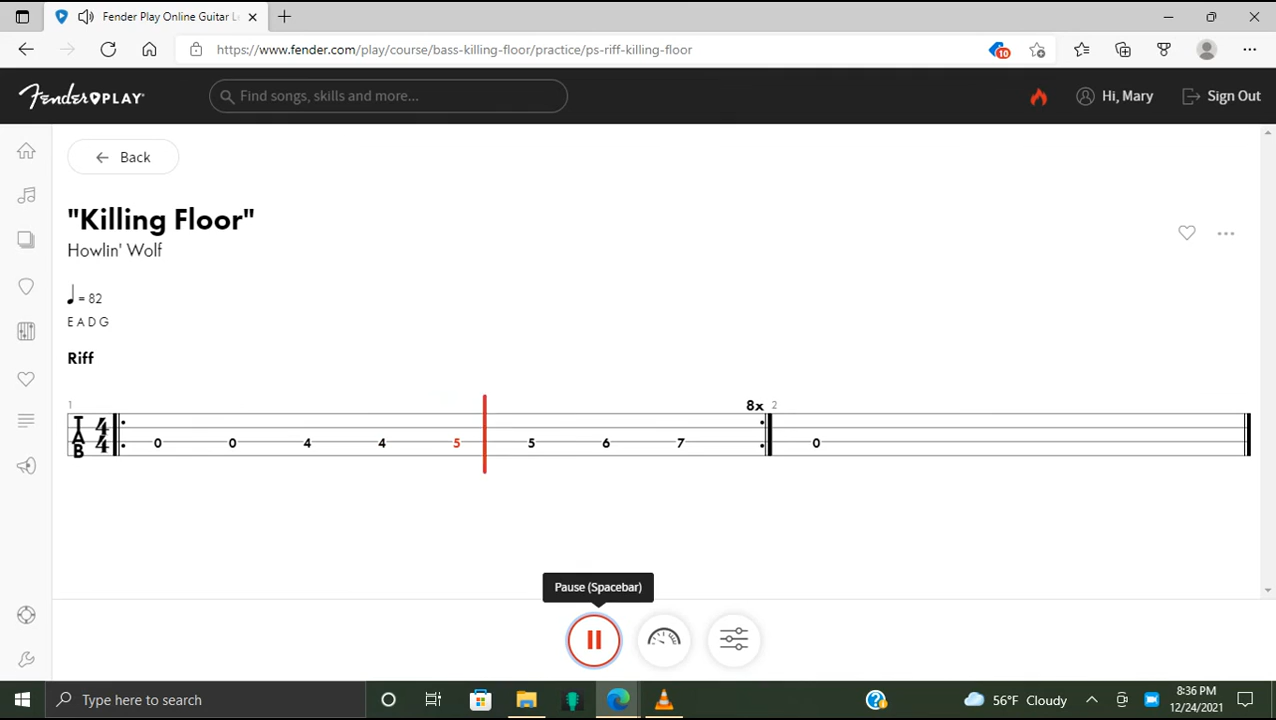 Fender Play Online Guitar L
https://www.fender.com/play/course/bass-killing-floor/practice/ps-riff-killing-floor
10
Fender PLAY
Find songs, skills and more...
Hi, Mary
Sign Out
Back
"Killing Floor"
Howlin' Wolf
= 82
E A D G
Riff
1 8x 2
T A B 4 4 0 0 4 4 5 5 6 7 0
Pause (Spacebar)
Type here to search
56°F Cloudy
8:36 PM
12/24/2021